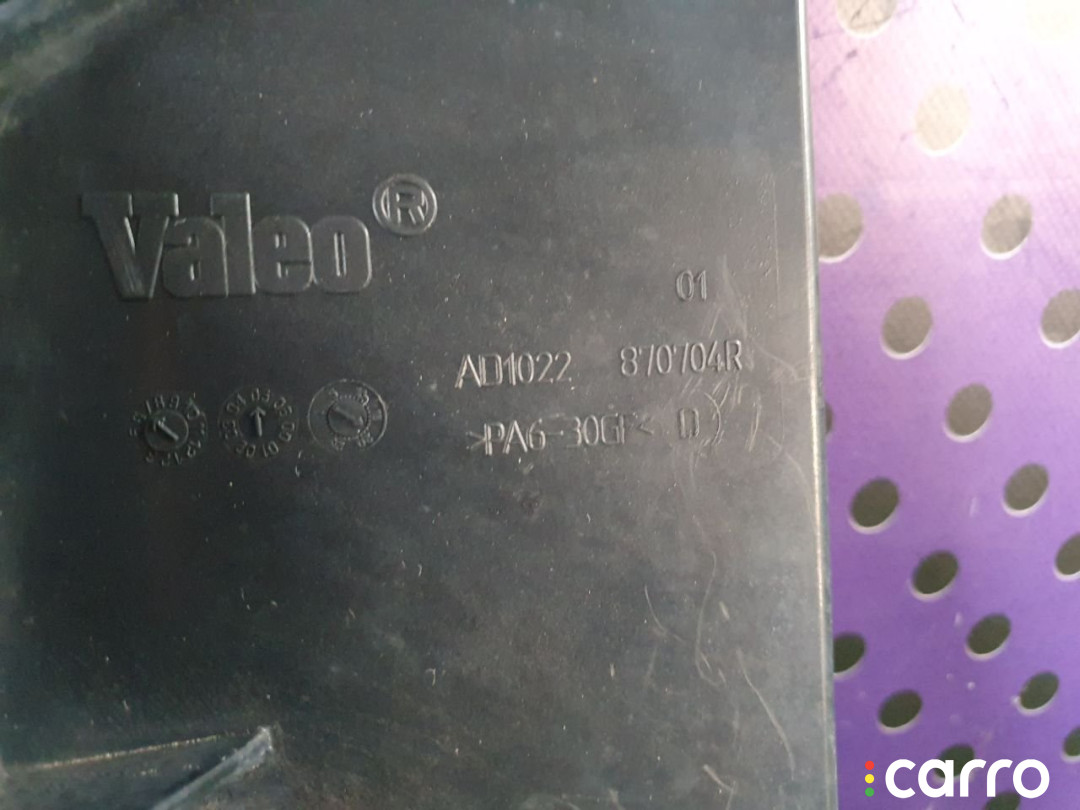 Valeo®
01
AD1022 870704R
>PA6-30GF< D
carro